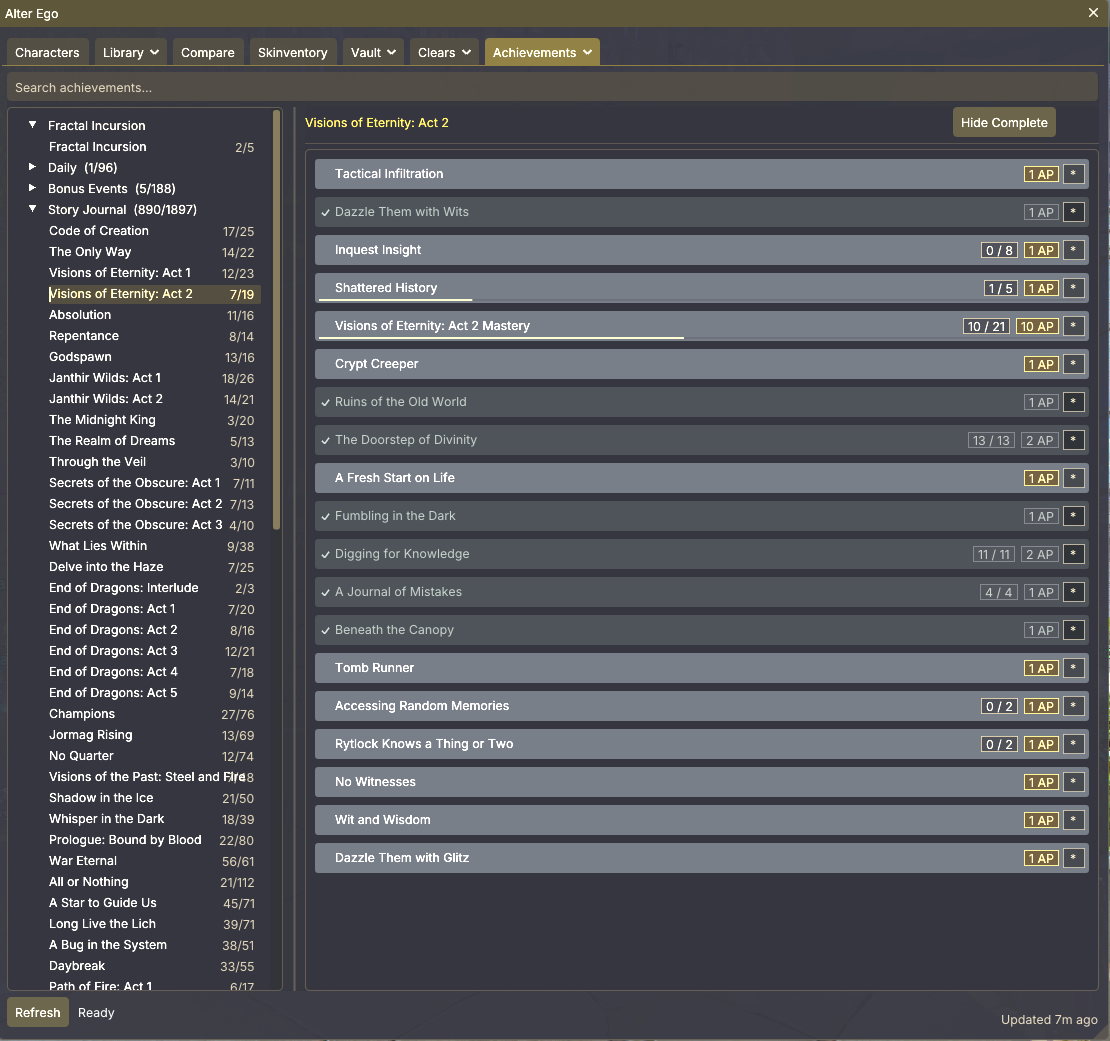 Alter Ego
Characters Library Compare Skinventory Vault Clears Achievements
Search achievements...
Fractal Incursion
Fractal Incursion 2/5
Daily (1/96)
Bonus Events (5/188)
Story Journal (890/1897)
Code of Creation 17/25
The Only Way 14/22
Visions of Eternity: Act 1 12/23
Visions of Eternity: Act 2 7/19
Absolution 11/16
Repentance 8/14
Godspawn 13/16
Janthir Wilds: Act 1 18/26
Janthir Wilds: Act 2 14/21
The Midnight King 3/20
The Realm of Dreams 5/13
Through the Veil 3/10
Secrets of the Obscure: Act 1 7/11
Secrets of the Obscure: Act 2 7/13
Secrets of the Obscure: Act 3 4/10
What Lies Within 9/38
Delve into the Haze 7/25
End of Dragons: Interlude 2/3
End of Dragons: Act 1 7/20
End of Dragons: Act 2 8/16
End of Dragons: Act 3 12/21
End of Dragons: Act 4 7/18
End of Dragons: Act 5 9/14
Champions 27/76
Jormag Rising 13/69
No Quarter 12/74
Visions of the Past: Steel and Fire
Shadow in the Ice 21/50
Whisper in the Dark 18/39
Prologue: Bound by Blood 22/80
War Eternal 56/61
All or Nothing 21/112
A Star to Guide Us 45/71
Long Live the Lich 39/71
A Bug in the System 38/51
Daybreak 33/55
Path of Fire: Act 1 6/17
Visions of Eternity: Act 2 Hide Complete
Tactical Infiltration 1 AP *
✓ Dazzle Them with Wits 1 AP *
Inquest Insight 0 / 8 1 AP *
Shattered History 1 / 5 1 AP *
Visions of Eternity: Act 2 Mastery 10 / 21 10 AP *
Crypt Creeper 1 AP *
✓ Ruins of the Old World 1 AP *
✓ The Doorstep of Divinity 13 / 13 2 AP *
A Fresh Start on Life 1 AP *
✓ Fumbling in the Dark 1 AP *
✓ Digging for Knowledge 11 / 11 2 AP *
✓ A Journal of Mistakes 4 / 4 1 AP *
✓ Beneath the Canopy 1 AP *
Tomb Runner 1 AP *
Accessing Random Memories 0 / 2 1 AP *
Rytlock Knows a Thing or Two 0 / 2 1 AP *
No Witnesses 1 AP *
Wit and Wisdom 1 AP *
Dazzle Them with Glitz 1 AP *
Refresh Ready
Updated 7m ago